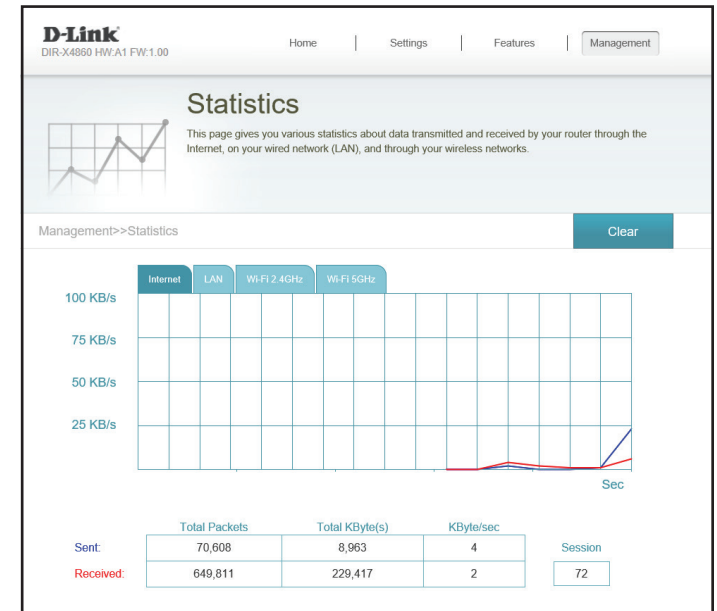 D-Link
DIR-X4860 HW:A1 FW:1.00
Home | Settings | Features | Management
Statistics
This page gives you various statistics about data transmitted and received by your router through the
Internet, on your wired network (LAN), and through your wireless networks.
Management>>Statistics
Clear
Internet LAN Wi-Fi 2.4GHz Wi-Fi 5GHz
100 KB/s
75 KB/s
50 KB/s
25 KB/s
Sec
Total Packets Total KByte(s) KByte/sec
Sent: 70,608 8,963 4 Session
Received: 649,811 229,417 2 72